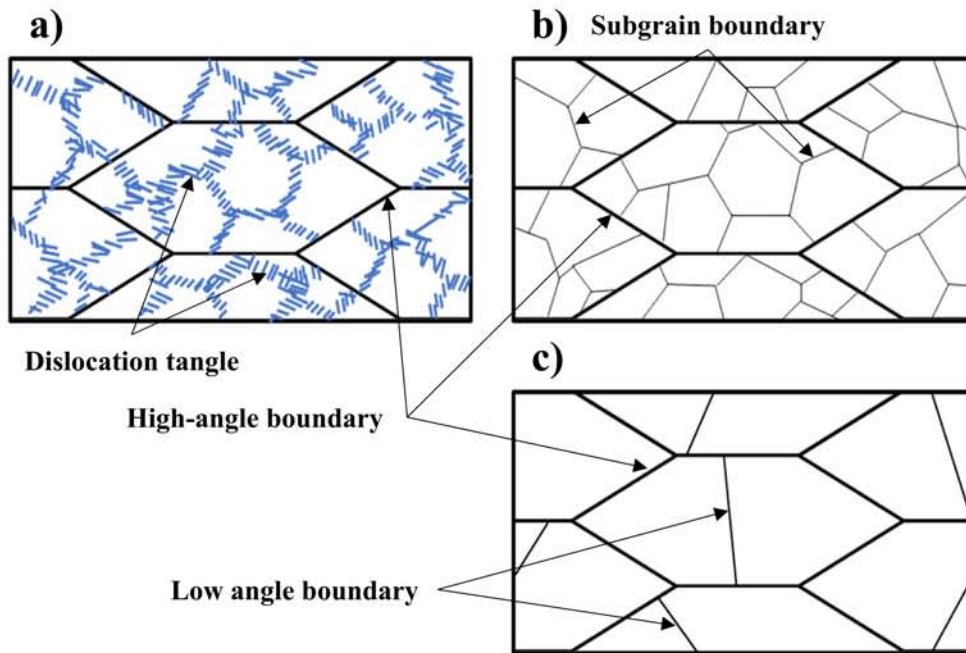 a)
b)
Subgrain boundary
Dislocation tangle
High-angle boundary
c)
Low angle boundary